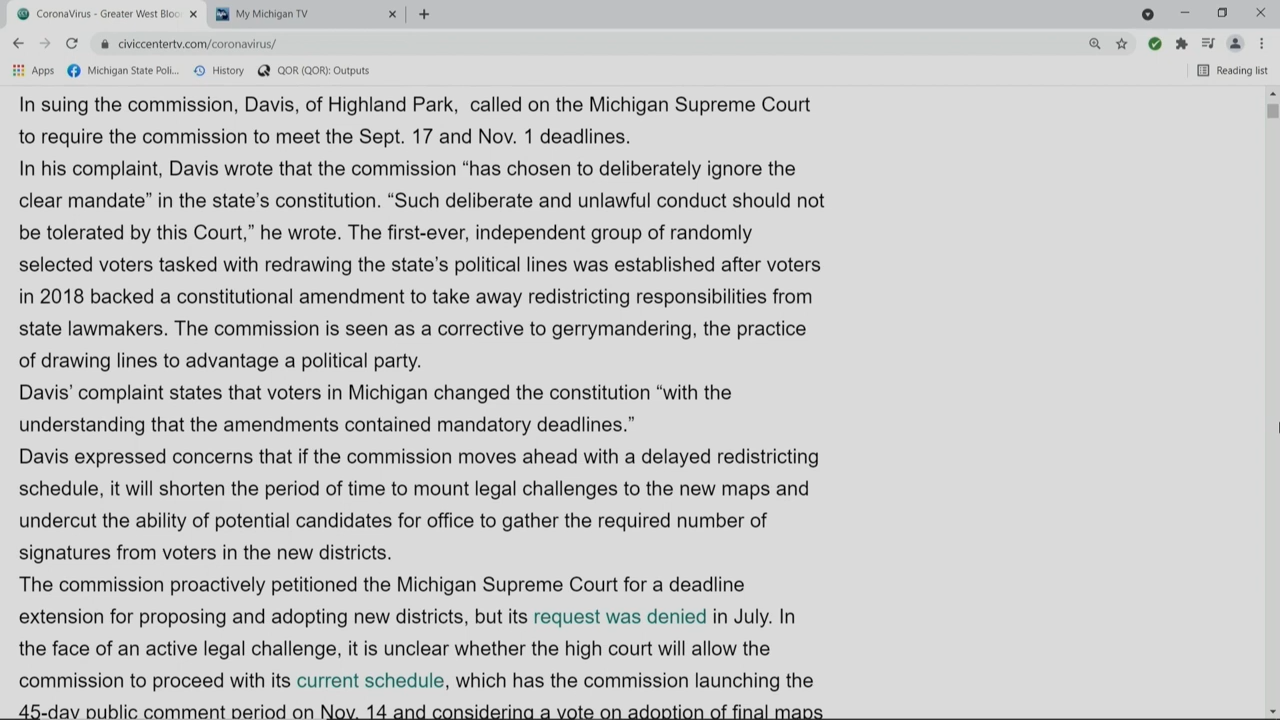 CoronaVirus - Greater West Bloo
My Michigan TV
civiccentertv.com/coronavirus/
Apps
Michigan State Poli...
History
QOR (QOR): Outputs
Reading list
In suing the commission, Davis, of Highland Park,  called on the Michigan Supreme Court
to require the commission to meet the Sept. 17 and Nov. 1 deadlines.
In his complaint, Davis wrote that the commission “has chosen to deliberately ignore the
clear mandate” in the state’s constitution. “Such deliberate and unlawful conduct should not
be tolerated by this Court,” he wrote. The first-ever, independent group of randomly
selected voters tasked with redrawing the state’s political lines was established after voters
in 2018 backed a constitutional amendment to take away redistricting responsibilities from
state lawmakers. The commission is seen as a corrective to gerrymandering, the practice
of drawing lines to advantage a political party.
Davis’ complaint states that voters in Michigan changed the constitution “with the
understanding that the amendments contained mandatory deadlines.”
Davis expressed concerns that if the commission moves ahead with a delayed redistricting
schedule, it will shorten the period of time to mount legal challenges to the new maps and
undercut the ability of potential candidates for office to gather the required number of
signatures from voters in the new districts.
The commission proactively petitioned the Michigan Supreme Court for a deadline
extension for proposing and adopting new districts, but its request was denied in July. In
the face of an active legal challenge, it is unclear whether the high court will allow the
commission to proceed with its current schedule, which has the commission launching the
45-day public comment period on Nov. 14 and considering a vote on adoption of final maps